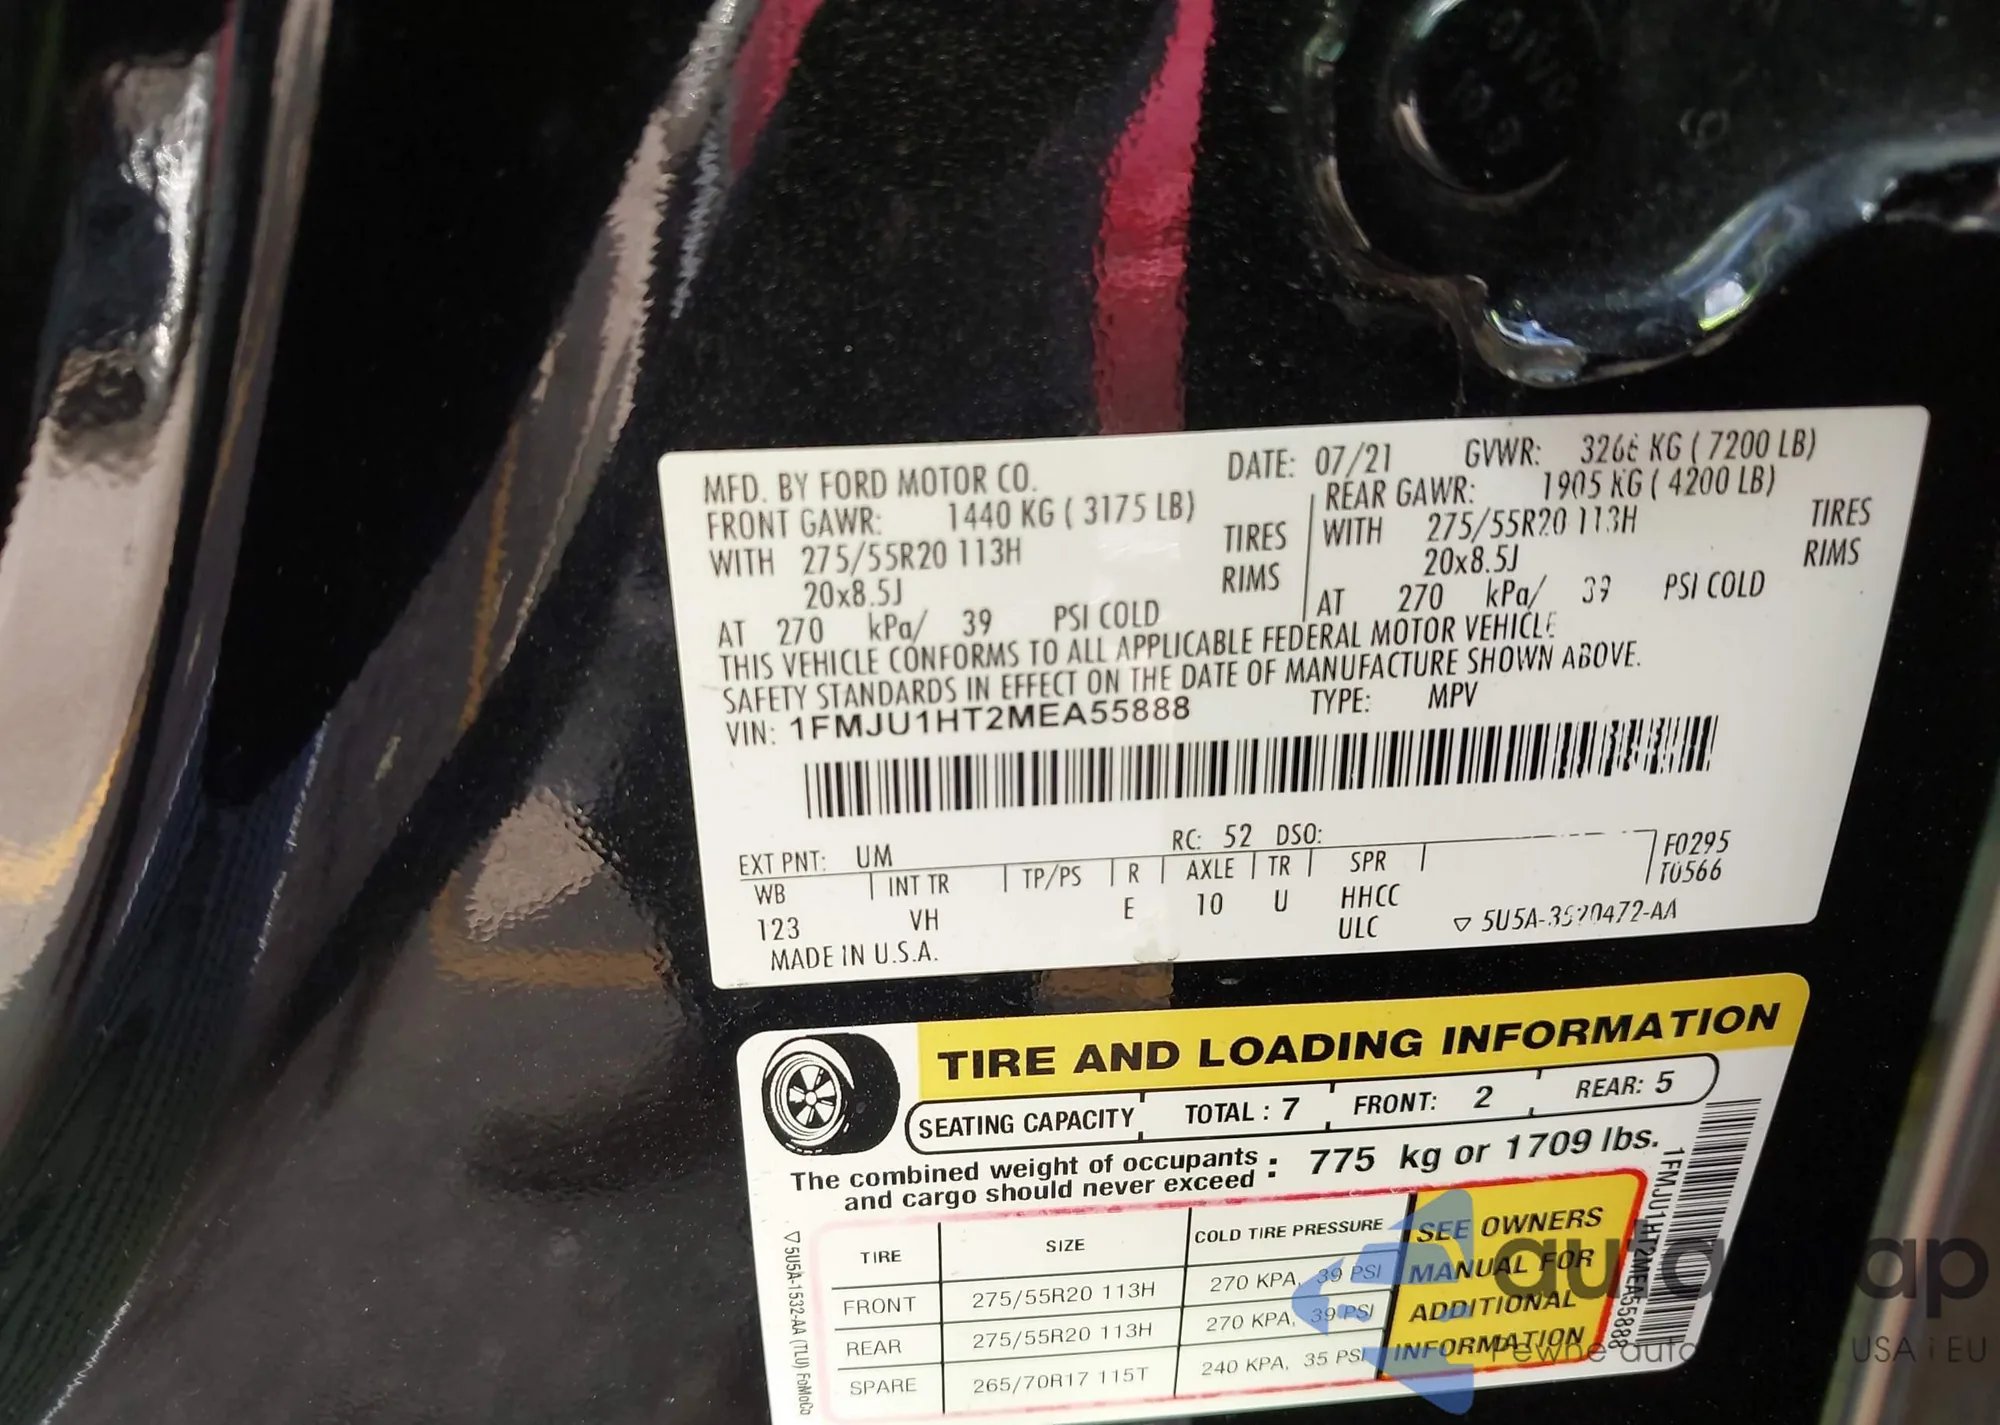 MFD. BY FORD MOTOR CO.
DATE: 07/21
GVWR: 3266 KG ( 7200 LB)
FRONT GAWR: 1440 KG ( 3175 LB)
REAR GAWR: 1905 KG ( 4200 LB)
WITH 275/55R20 113H TIRES
WITH 275/55R20 113H TIRES
20x8.5J RIMS
20x8.5J RIMS
AT 270 kPa/ 39 PSI COLD
AT 270 kPa/ 39 PSI COLD
THIS VEHICLE CONFORMS TO ALL APPLICABLE FEDERAL MOTOR VEHICLE
SAFETY STANDARDS IN EFFECT ON THE DATE OF MANUFACTURE SHOWN ABOVE.
VIN: 1FMJU1HT2MEA55888
TYPE: MPV
EXT PNT: UM RC: 52 DSO:
F0295
WB INT TR TP/PS R AXLE TR SPR
T0566
123 VH E 10 U HHCC
ULC
MADE IN U.S.A.
TIRE AND LOADING INFORMATION
SEATING CAPACITY TOTAL : 7 FRONT: 2 REAR: 5
The combined weight of occupants : 775 kg or 1709 lbs.
and cargo should never exceed
TIRE SIZE COLD TIRE PRESSURE
FRONT 275/55R20 113H 270 KPA, 39 PSI
REAR 275/55R20 113H 270 KPA, 39 PSI
SPARE 265/70R17 115T 240 KPA, 35 PSI
SEE OWNERS
MANUAL FOR
ADDITIONAL
INFORMATION
1FMJU1HT2MEA55888
▽ 5U5A-1532-AA (TLU) FoMoCo
USA i EU